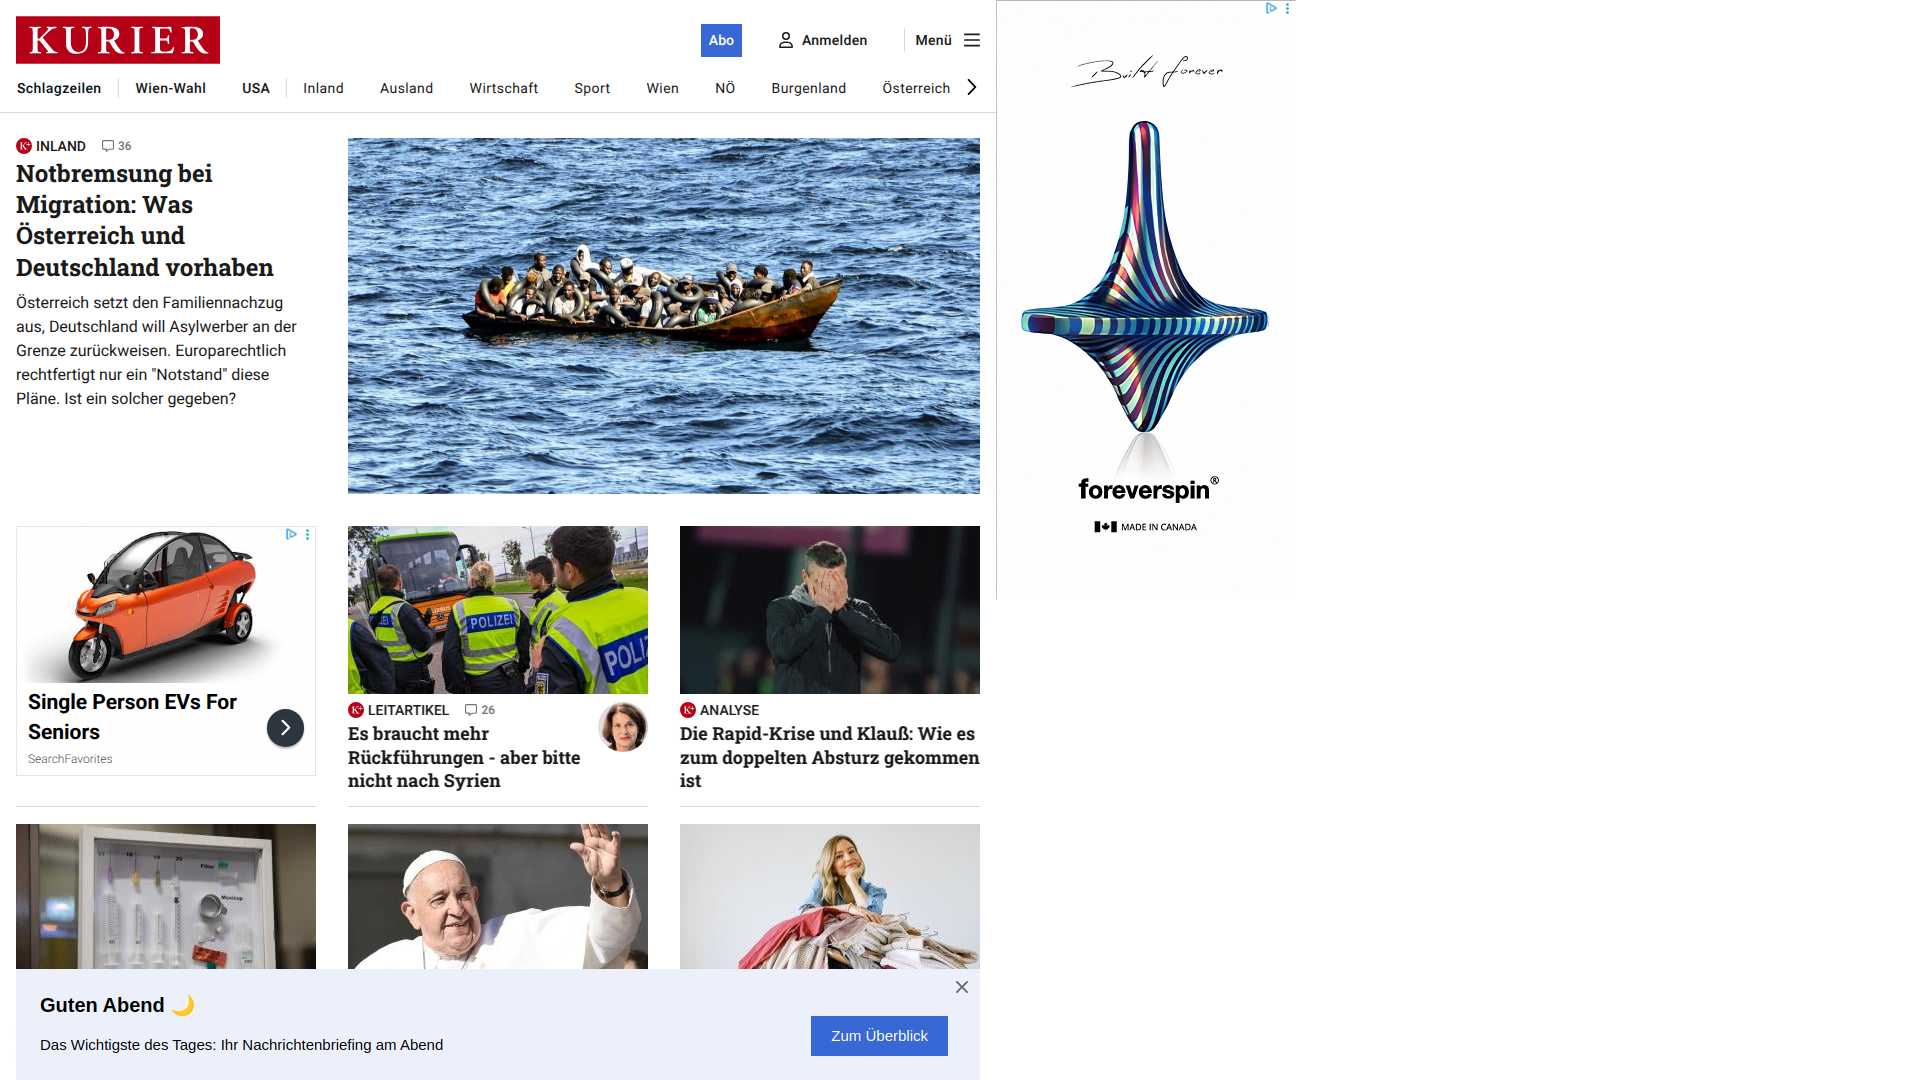 KURIER
Abo
Anmelden
Menü
Schlagzeilen
Wien-Wahl
USA
Inland
Ausland
Wirtschaft
Sport
Wien
NÖ
Burgenland
Österreich
INLAND
36
Notbremsung bei
Migration: Was
Österreich und
Deutschland vorhaben
Österreich setzt den Familiennachzug
aus, Deutschland will Asylwerber an der
Grenze zurückweisen. Europarechtlich
rechtfertigt nur ein "Notstand" diese
Pläne. Ist ein solcher gegeben?
Built forever
foreverspin®
MADE IN CANADA
Single Person EVs For
Seniors
SearchFavorites
POLIZEI
K+ LEITARTIKEL
26
Es braucht mehr
Rückführungen - aber bitte
nicht nach Syrien
K+ ANALYSE
Die Rapid-Krise und Klauß: Wie es
zum doppelten Absturz gekommen
ist
Guten Abend 🌙
Das Wichtigste des Tages: Ihr Nachrichtenbriefing am Abend
Zum Überblick